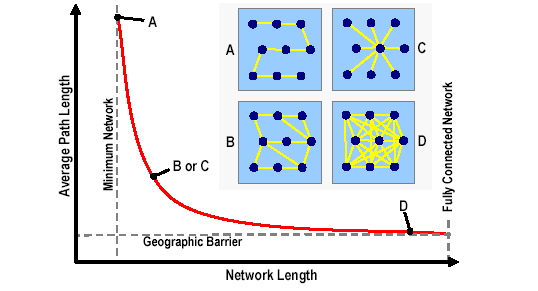 A
A
C
B
D
B or C
D
Average Path Length
Minimum Network
Fully Connected Network
Geographic Barrier
Network Length